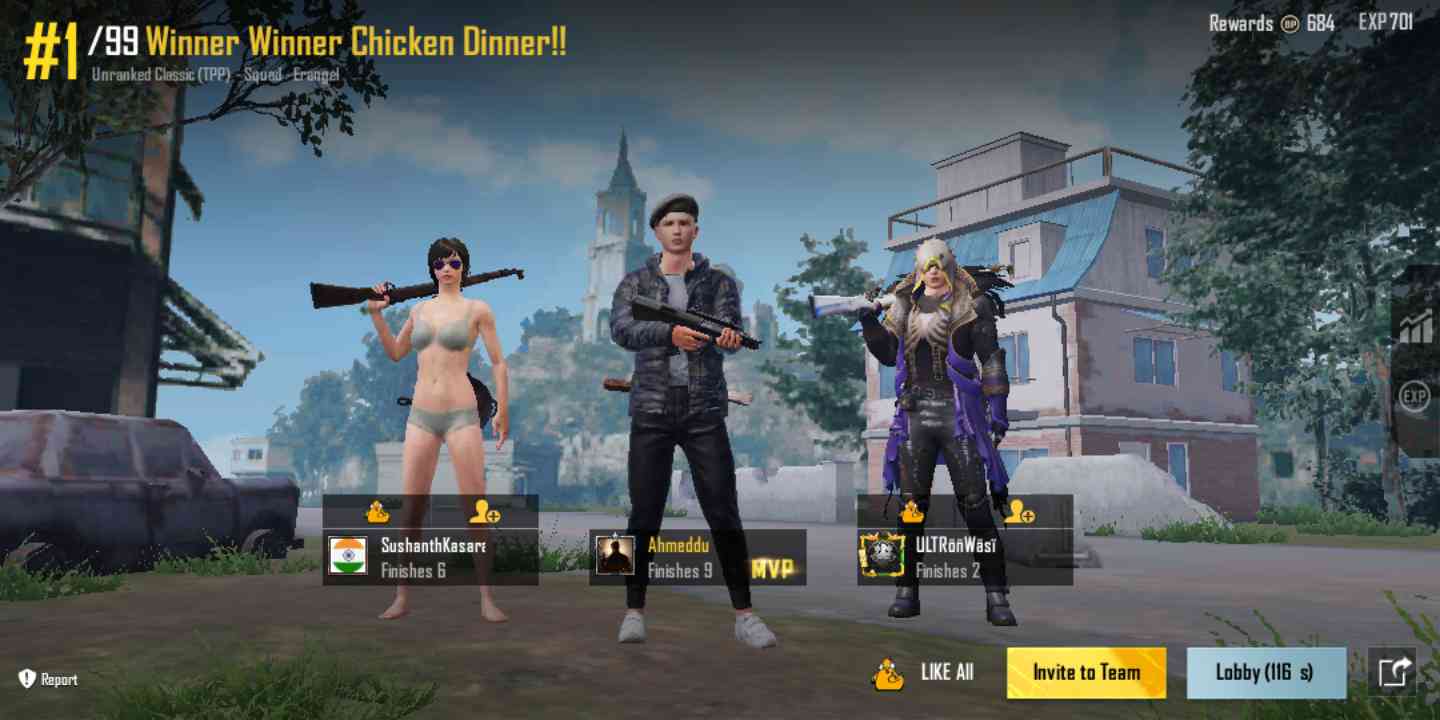 #1/99 Winner Winner Chicken Dinner!!
Unranked Classic (TPP) - Squad - Erangel
Rewards BP 684 EXP 701
EXP
SushanthKasare
Finishes 6
Ahmeddu
Finishes 9 MVP
ULTRönWasï
Finishes 2
Report
LIKE All
Invite to Team
Lobby (116 s)